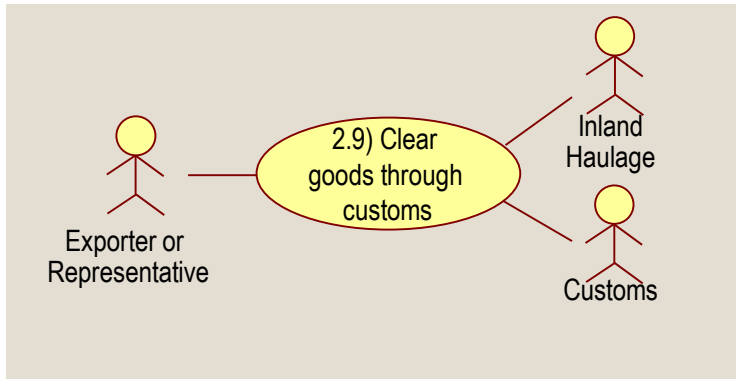 2.9) Clear
goods through
customs
Inland
Haulage
Exporter or
Representative
Customs